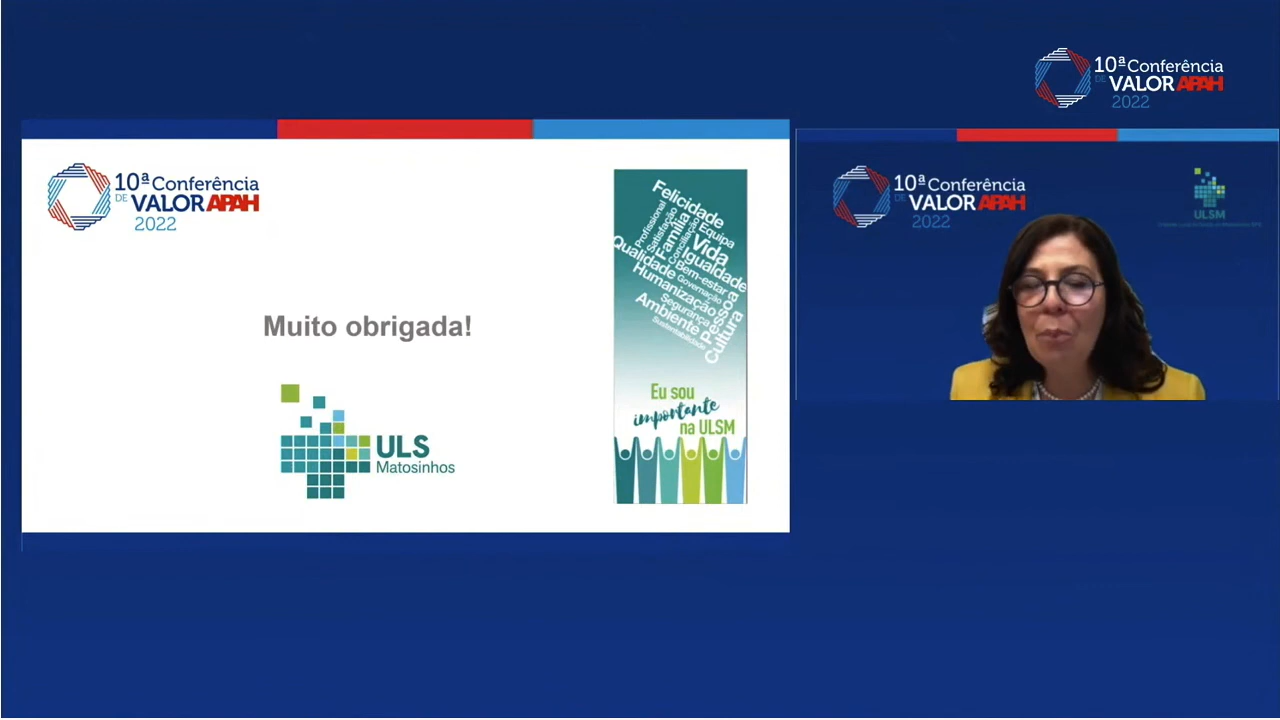 10ª Conferência
DE VALOR APAH
2022
10ª Conferência
DE VALOR APAH
2022
Muito obrigada!
ULS
Matosinhos
Felicidade
Profissional
Satisfação
Família
Conciliação
Equipa
Vida
Qualidade
Igualdade
Bem-estar
Governação
Humanização
Segurança
Ambiente
Sustentabilidade
Pessoa
Cultura
Eu sou
importante
na ULSM
10ª Conferência
DE VALOR APAH
2022
ULSM